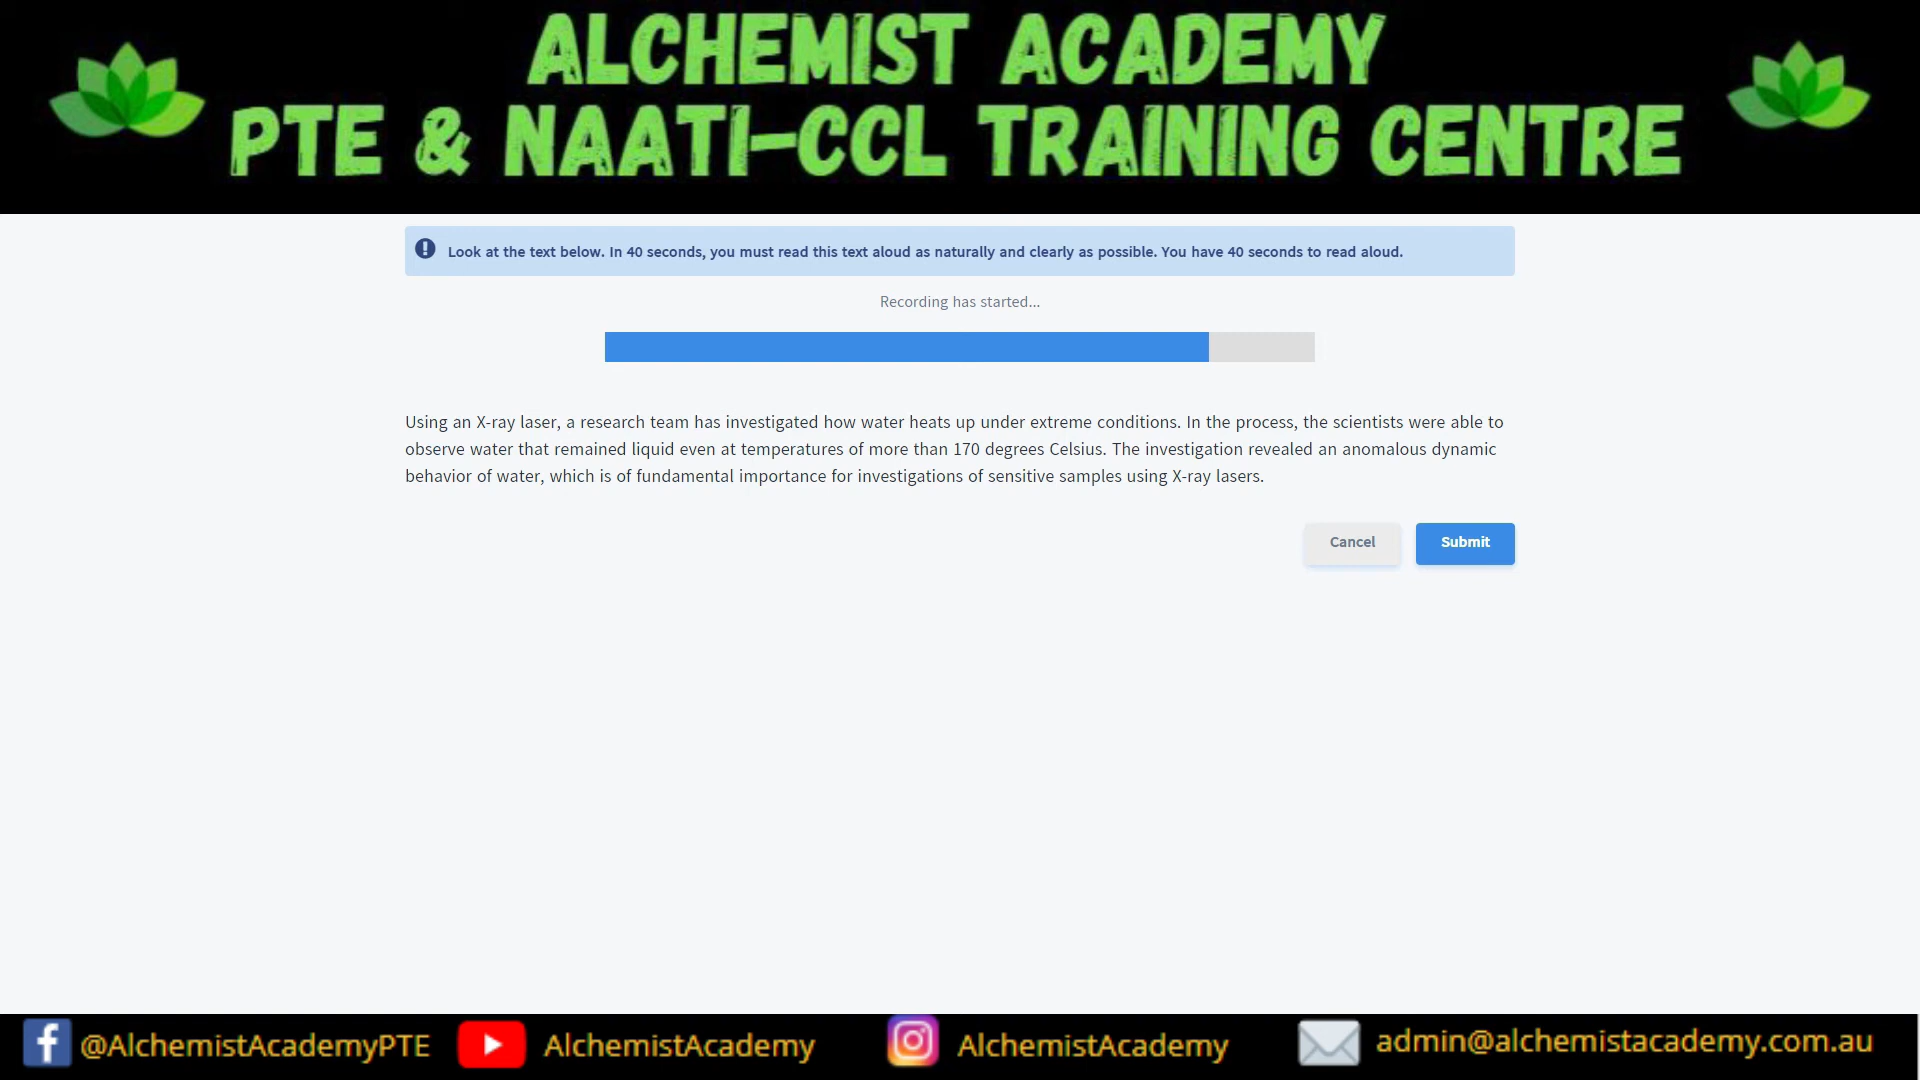 ALCHEMIST ACADEMY
PTE & NAATI-CCL TRAINING CENTRE
Look at the text below. In 40 seconds, you must read this text aloud as naturally and clearly as possible. You have 40 seconds to read aloud.
Recording has started...
Using an X-ray laser, a research team has investigated how water heats up under extreme conditions. In the process, the scientists were able to
observe water that remained liquid even at temperatures of more than 170 degrees Celsius. The investigation revealed an anomalous dynamic
behavior of water, which is of fundamental importance for investigations of sensitive samples using X-ray lasers.
Cancel Submit
@AlchemistAcademyPTE AlchemistAcademy AlchemistAcademy admin@alchemistacademy.com.au